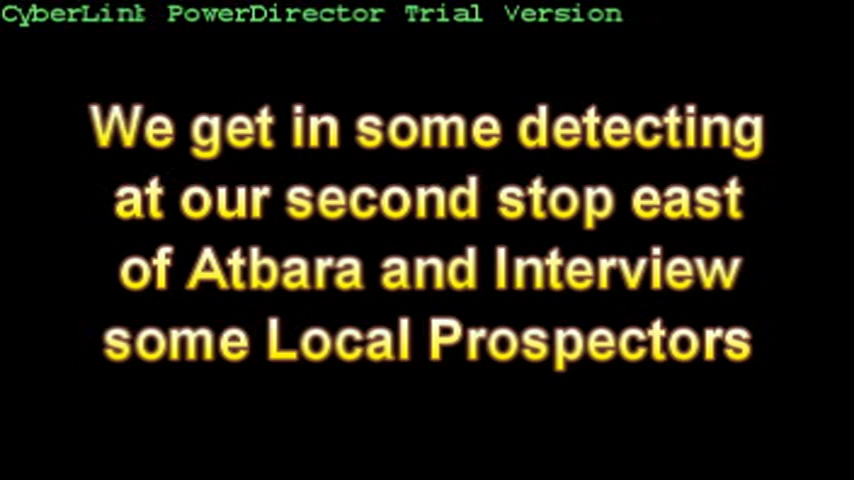 CyberLink PowerDirector Trial Version
We get in some detecting
at our second stop east
of Atbara and Interview
some Local Prospectors